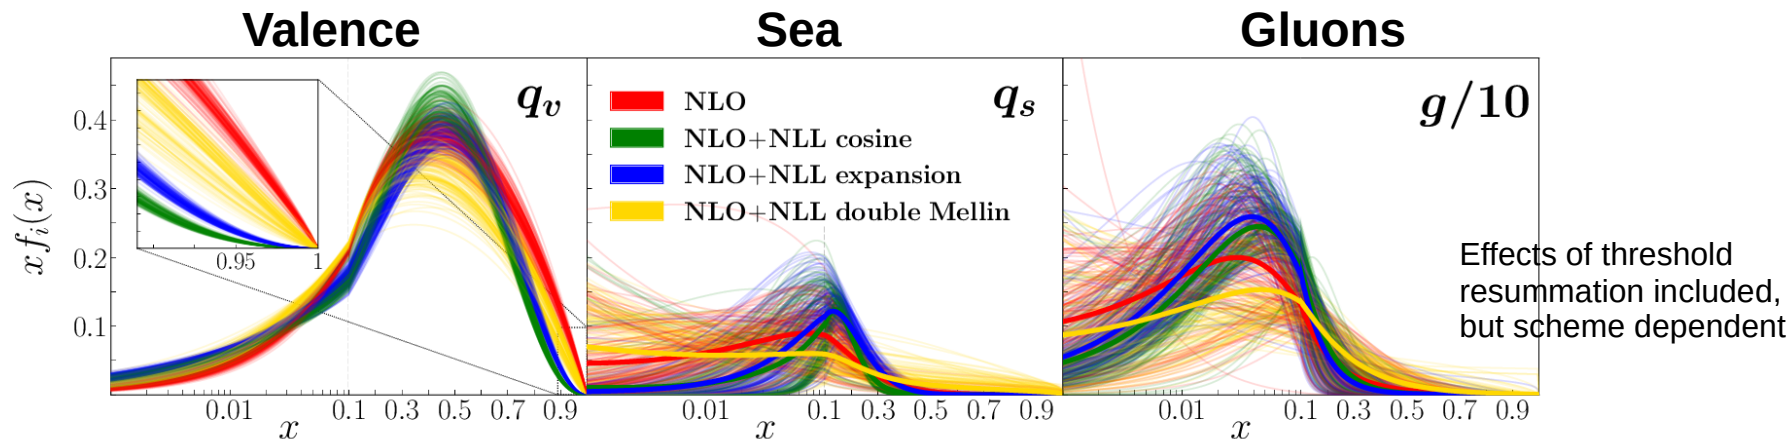 Valence
Sea
Gluons
q_v
q_s
g/10
NLO
NLO+NLL cosine
NLO+NLL expansion
NLO+NLL double Mellin
xf_i(x)
0.4
0.3
0.2
0.1
0.95
1
0.01 0.1 0.3 0.5 0.7 0.9
x
0.01 0.1 0.3 0.5 0.7 0.9
x
0.01 0.1 0.3 0.5 0.7 0.9
x
Effects of threshold
resummation included,
but scheme dependent